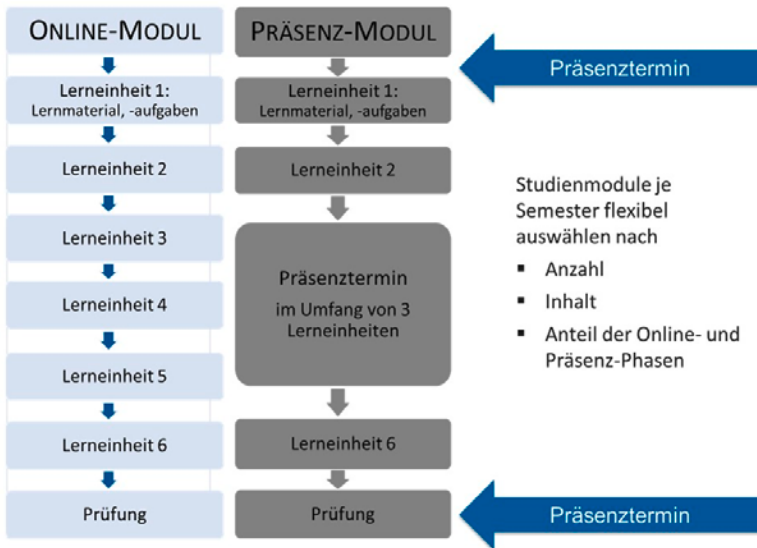 ONLINE-MODUL
Lerneinheit 1:
Lernmaterial, -aufgaben
Lerneinheit 2
Lerneinheit 3
Lerneinheit 4
Lerneinheit 5
Lerneinheit 6
Prüfung
PRÄSENZ-MODUL
Lerneinheit 1:
Lernmaterial, -aufgaben
Lerneinheit 2
Präsenztermin
im Umfang von 3
Lerneinheiten
Lerneinheit 6
Prüfung
Präsenztermin
Studienmodule je
Semester flexibel
auswählen nach
▪ Anzahl
▪ Inhalt
▪ Anteil der Online- und
Präsenz-Phasen
Präsenztermin